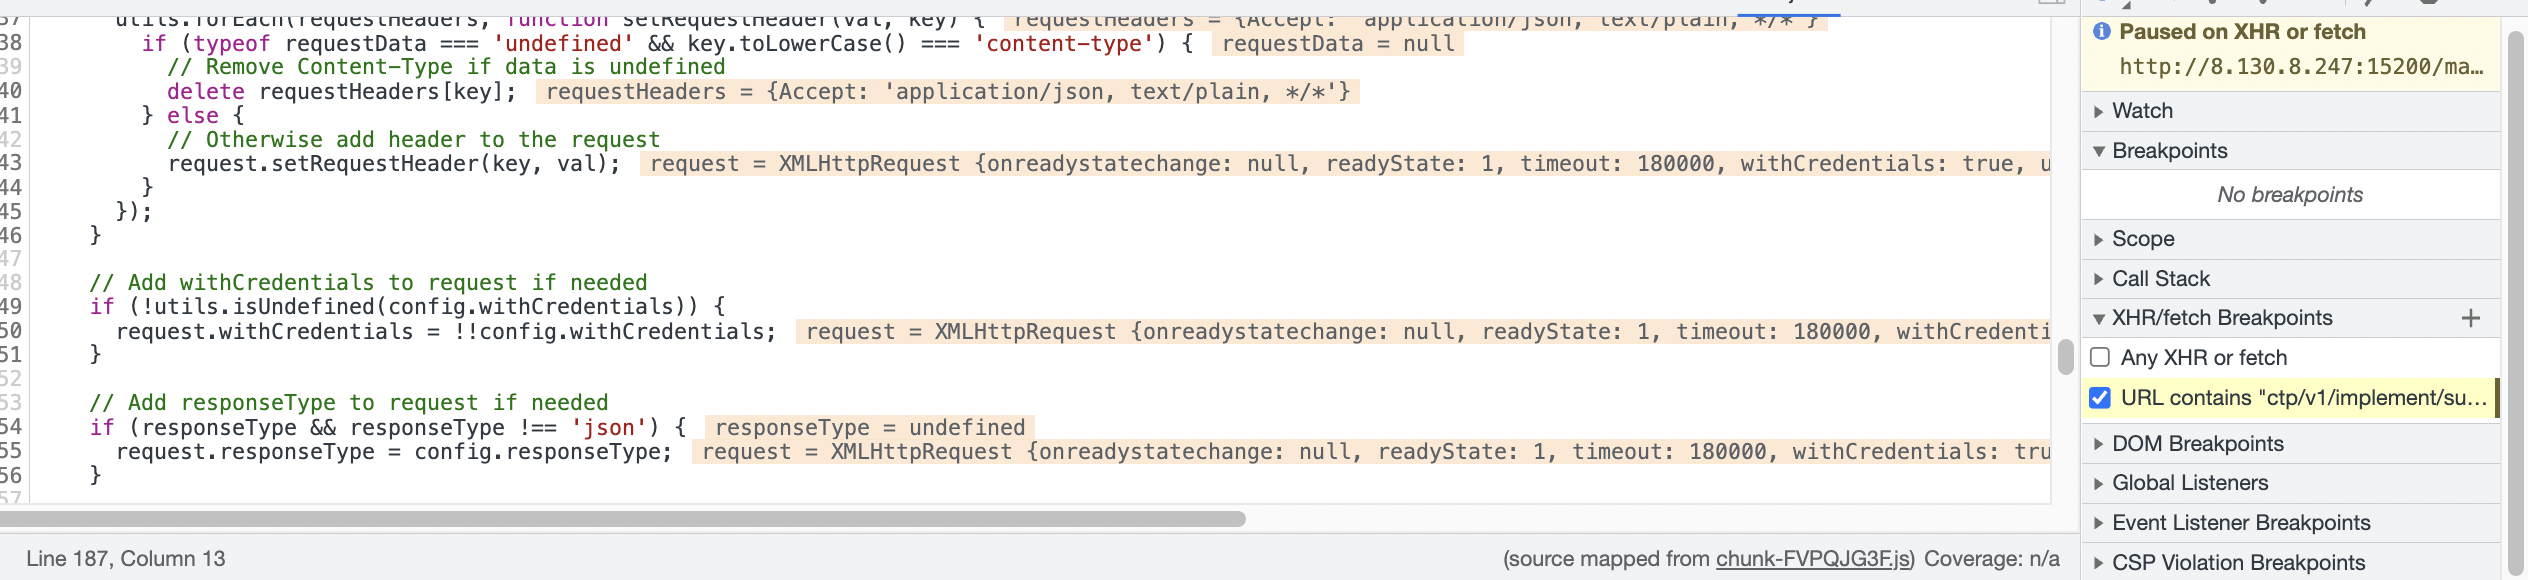 37 utils.forEach(requestHeaders, function setRequestHeader(val, key) { requestHeaders = {Accept: 'application/json, text/plain, */*'}
38 if (typeof requestData === 'undefined' && key.toLowerCase() === 'content-type') { requestData = null
39 // Remove Content-Type if data is undefined
40 delete requestHeaders[key]; requestHeaders = {Accept: 'application/json, text/plain, */*'}
41 } else {
42 // Otherwise add header to the request
43 request.setRequestHeader(key, val); request = XMLHttpRequest {onreadystatechange: null, readyState: 1, timeout: 180000, withCredentials: true, u
44 }
45 });
46 }
47
48 // Add withCredentials to request if needed
49 if (!utils.isUndefined(config.withCredentials)) {
50 request.withCredentials = !!config.withCredentials; request = XMLHttpRequest {onreadystatechange: null, readyState: 1, timeout: 180000, withCredenti
51 }
52
53 // Add responseType to request if needed
54 if (responseType && responseType !== 'json') { responseType = undefined
55 request.responseType = config.responseType; request = XMLHttpRequest {onreadystatechange: null, readyState: 1, timeout: 180000, withCredentials: tru
56 }
57
Line 187, Column 13
(source mapped from chunk-FVPQJG3F.js) Coverage: n/a
Paused on XHR or fetch
http://8.130.8.247:15200/ma…
Watch
Breakpoints
No breakpoints
Scope
Call Stack
XHR/fetch Breakpoints
Any XHR or fetch
URL contains "ctp/v1/implement/su…
DOM Breakpoints
Global Listeners
Event Listener Breakpoints
CSP Violation Breakpoints